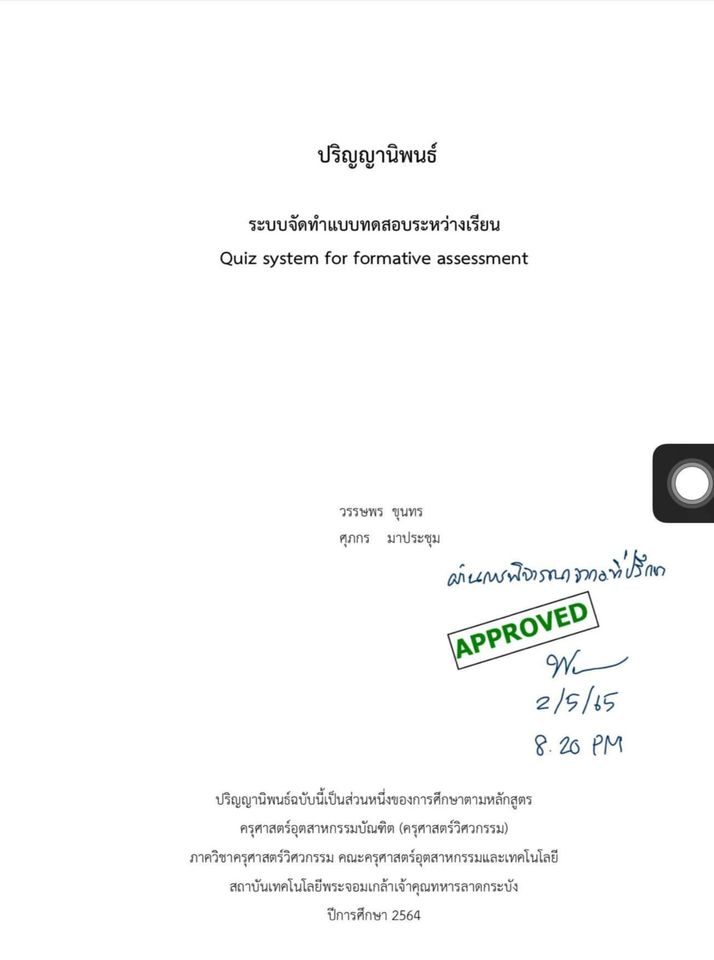 ปริญญานิพนธ์
ระบบจัดทำแบบทดสอบระหว่างเรียน
Quiz system for formative assessment
วรรษพร ขุนทร
ศุภกร มาประชุม
ผ่านการพิจารณาจากอ.ที่ปรึกษา
APPROVED
2/5/65
8.20 PM
ปริญญานิพนธ์ฉบับนี้เป็นส่วนหนึ่งของการศึกษาตามหลักสูตร
ครุศาสตร์อุตสาหกรรมบัณฑิต (ครุศาสตร์วิศวกรรม)
ภาควิชาครุศาสตร์วิศวกรรม คณะครุศาสตร์อุตสาหกรรมและเทคโนโลยี
สถาบันเทคโนโลยีพระจอมเกล้าเจ้าคุณทหารลาดกระบัง
ปีการศึกษา 2564